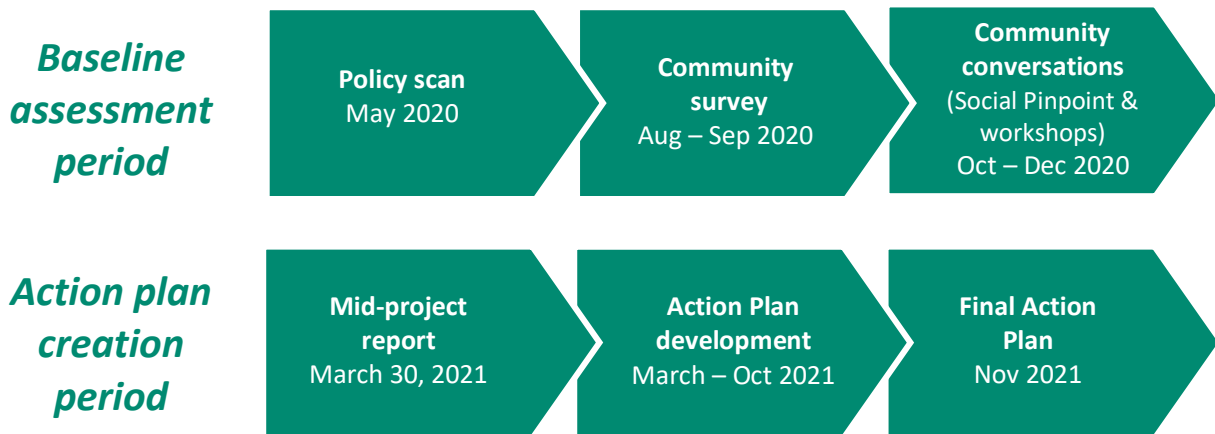 Baseline
assessment
period
Policy scan
May 2020
Community
survey
Aug – Sep 2020
Community
conversations
(Social Pinpoint &
workshops)
Oct – Dec 2020
Action plan
creation
period
Mid-project
report
March 30, 2021
Action Plan
development
March – Oct 2021
Final Action
Plan
Nov 2021